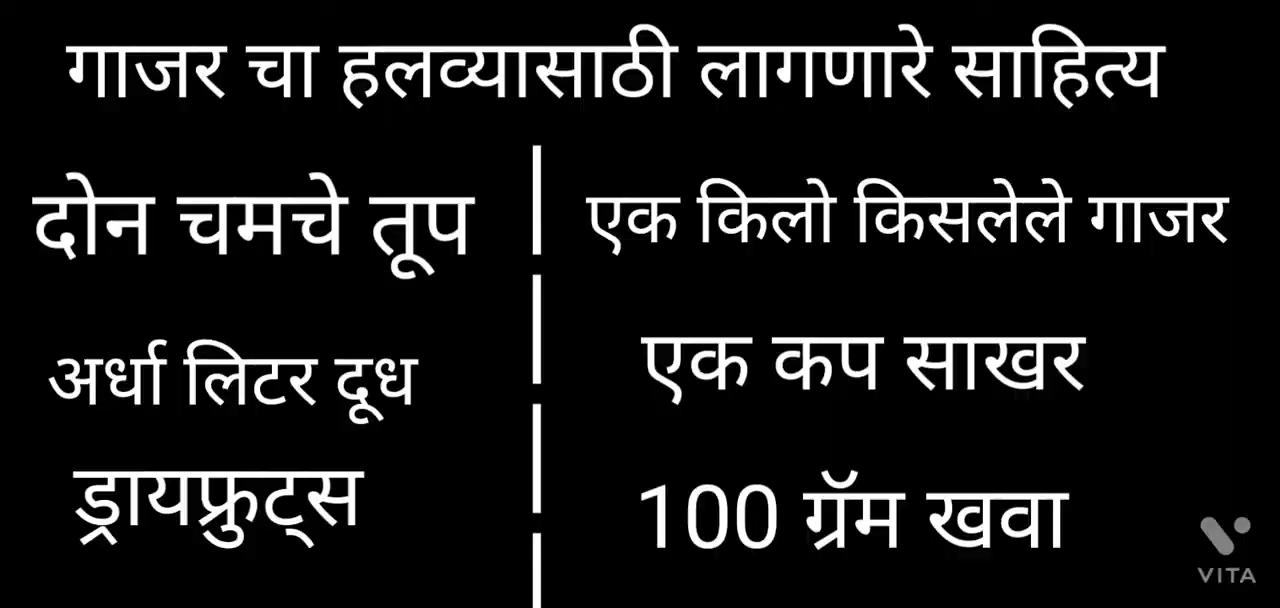 गाजर चा हलव्यासाठी लागणारे साहित्य
दोन चमचे तूप
अर्धा लिटर दूध
ड्रायफ्रुट्स
एक किलो किसलेले गाजर
एक कप साखर
100 ग्रॅम खवा
VITA